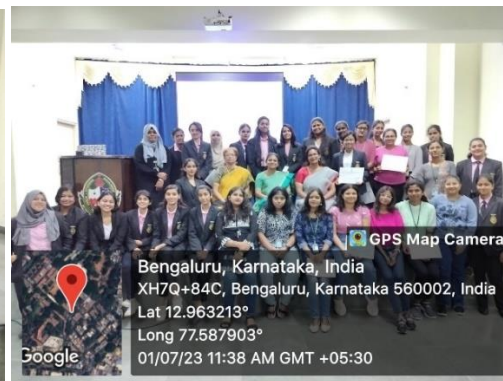 GPS Map Camera
Bengaluru, Karnataka, India
XH7Q+84C, Bengaluru, Karnataka 560002, India
Lat 12.963213°
Long 77.587903°
01/07/23 11:38 AM GMT +05:30
Google